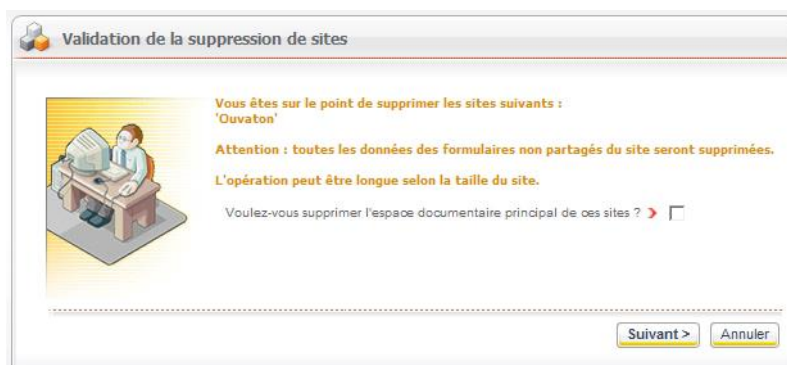 Validation de la suppression de sites
Vous êtes sur le point de supprimer les sites suivants :
'Ouvaton'
Attention : toutes les données des formulaires non partagés du site seront supprimées.
L'opération peut être longue selon la taille du site.
Voulez-vous supprimer l'espace documentaire principal de ces sites ?
Suivant > Annuler